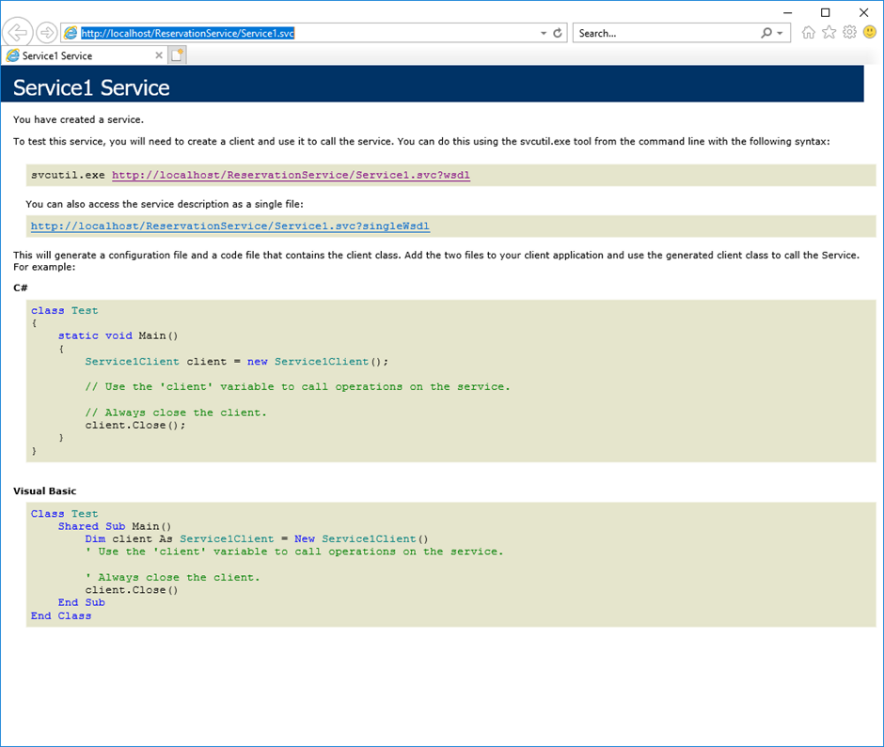 http://localhost/ReservationService/Service1.svc
Search...
Service1 Service
Service1 Service
You have created a service.
To test this service, you will need to create a client and use it to call the service. You can do this using the svcutil.exe tool from the command line with the following syntax:
svcutil.exe http://localhost/ReservationService/Service1.svc?wsdl
You can also access the service description as a single file:
http://localhost/ReservationService/Service1.svc?singleWsdl
This will generate a configuration file and a code file that contains the client class. Add the two files to your client application and use the generated client class to call the Service.
For example:
C#
class Test
{
    static void Main()
    {
        Service1Client client = new Service1Client();
        // Use the 'client' variable to call operations on the service.
        // Always close the client.
        client.Close();
    }
}
Visual Basic
Class Test
    Shared Sub Main()
        Dim client As Service1Client = New Service1Client()
        ' Use the 'client' variable to call operations on the service.
        ' Always close the client.
        client.Close()
    End Sub
End Class